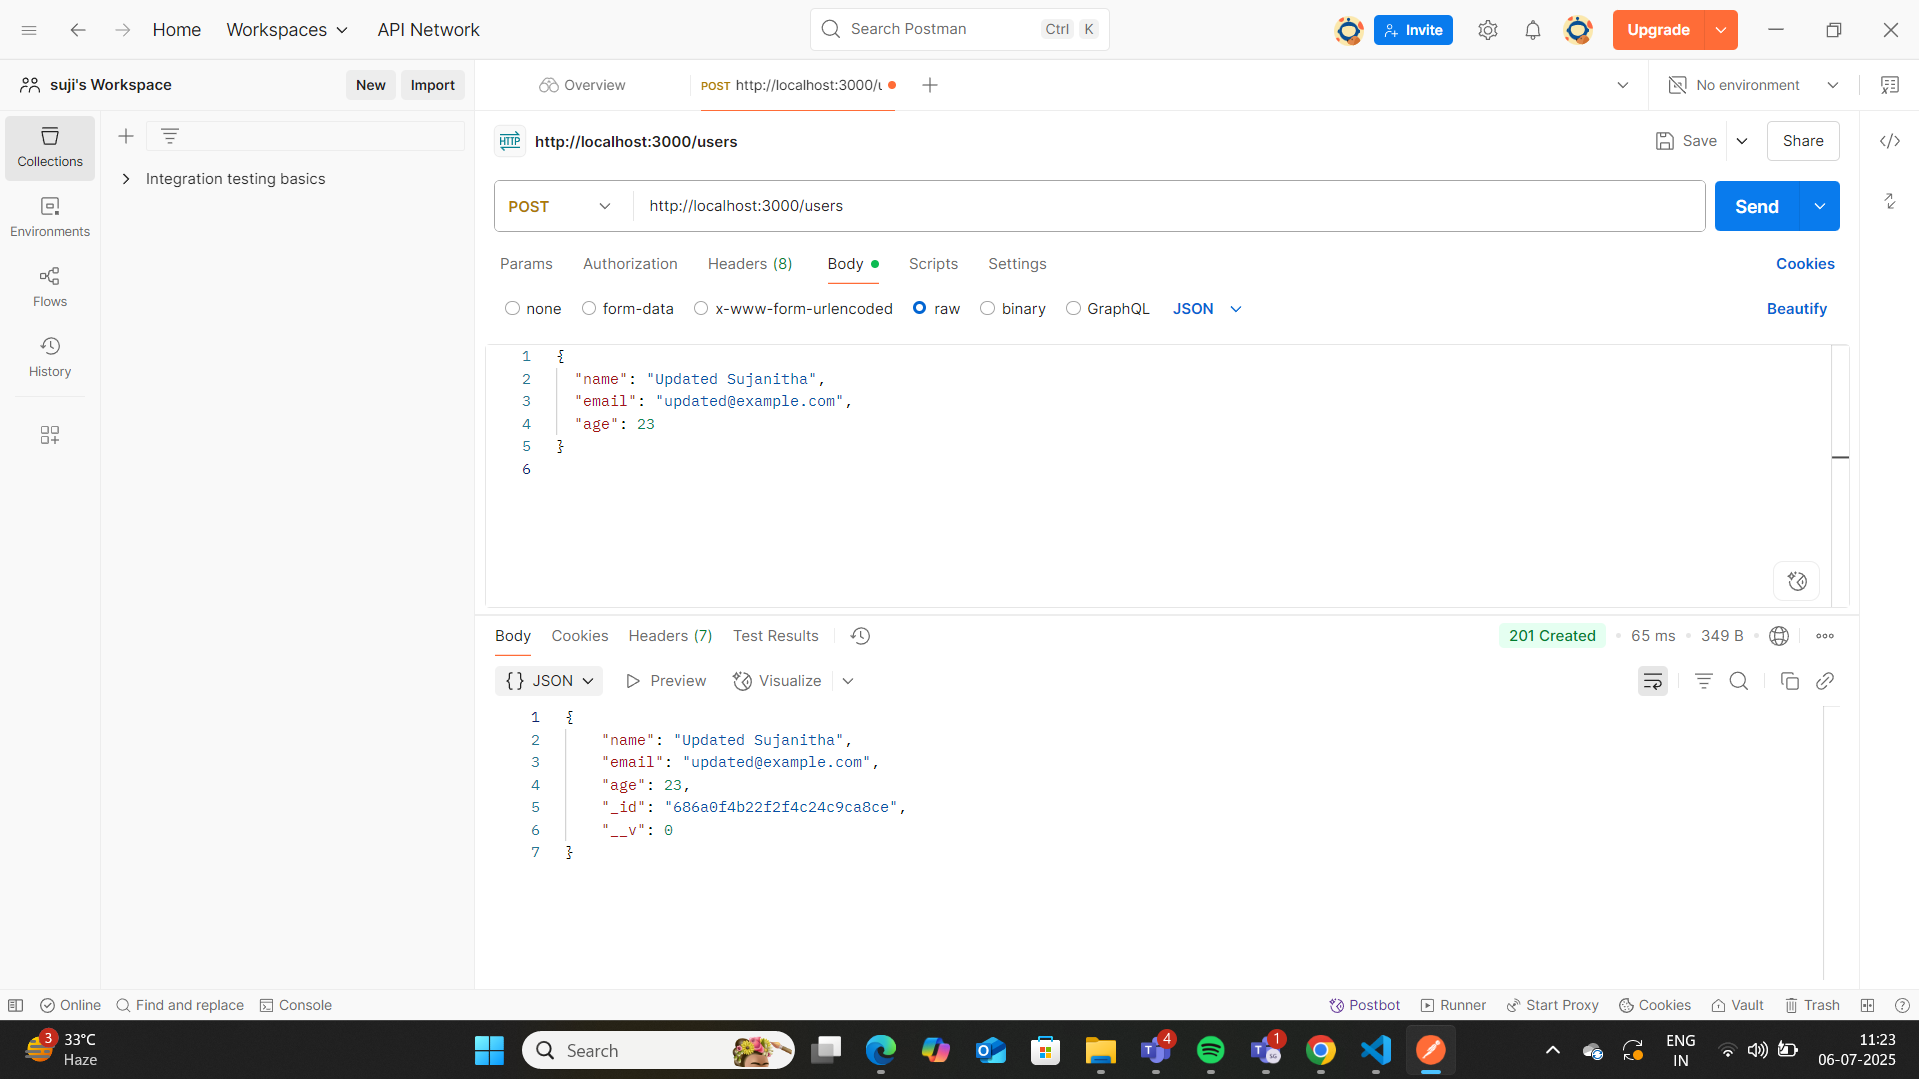 Home Workspaces API Network Search Postman Ctrl K Invite Upgrade
suji's Workspace New Import Overview POST http://localhost:3000/u No environment
HTTP http://localhost:3000/users Save Share
Collections
Integration testing basics
POST http://localhost:3000/users Send
Environments
Params Authorization Headers (8) Body Scripts Settings Cookies
Flows
none form-data x-www-form-urlencoded raw binary GraphQL JSON Beautify
History
1 {
2 "name": "Updated Sujanitha",
3 "email": "updated@example.com",
4 "age": 23
5 }
6
Body Cookies Headers (7) Test Results 201 Created 65 ms 349 B
{} JSON Preview Visualize
1 {
2 "name": "Updated Sujanitha",
3 "email": "updated@example.com",
4 "age": 23,
5 "_id": "686a0f4b22f2f4c24c9ca8ce",
6 "__v": 0
7 }
Online Find and replace Console Postbot Runner Start Proxy Cookies Vault Trash
3 33°C
Haze
Search
4
1
ENG
IN
11:23
06-07-2025